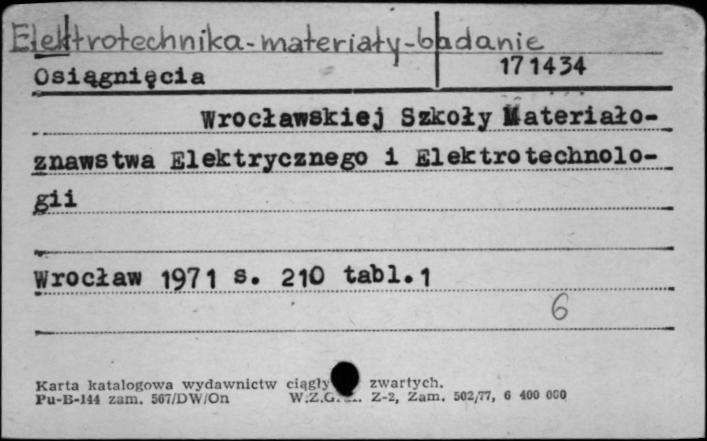 Elektrotechnika-materiały-badanie
Osiągnięcia 171434
Wrocławskiej Szkoły Materiało-
znawstwa Elektrycznego i Elektrotechnolo-
gii
Wrocław 1971 s. 210 tabl.1
6
Karta katalogowa wydawnictw ciągły zwartych.
Pu-B-144 zam. 567/DW/On W.Z.G. Z-2, Zam. 502/77, 6 400 000